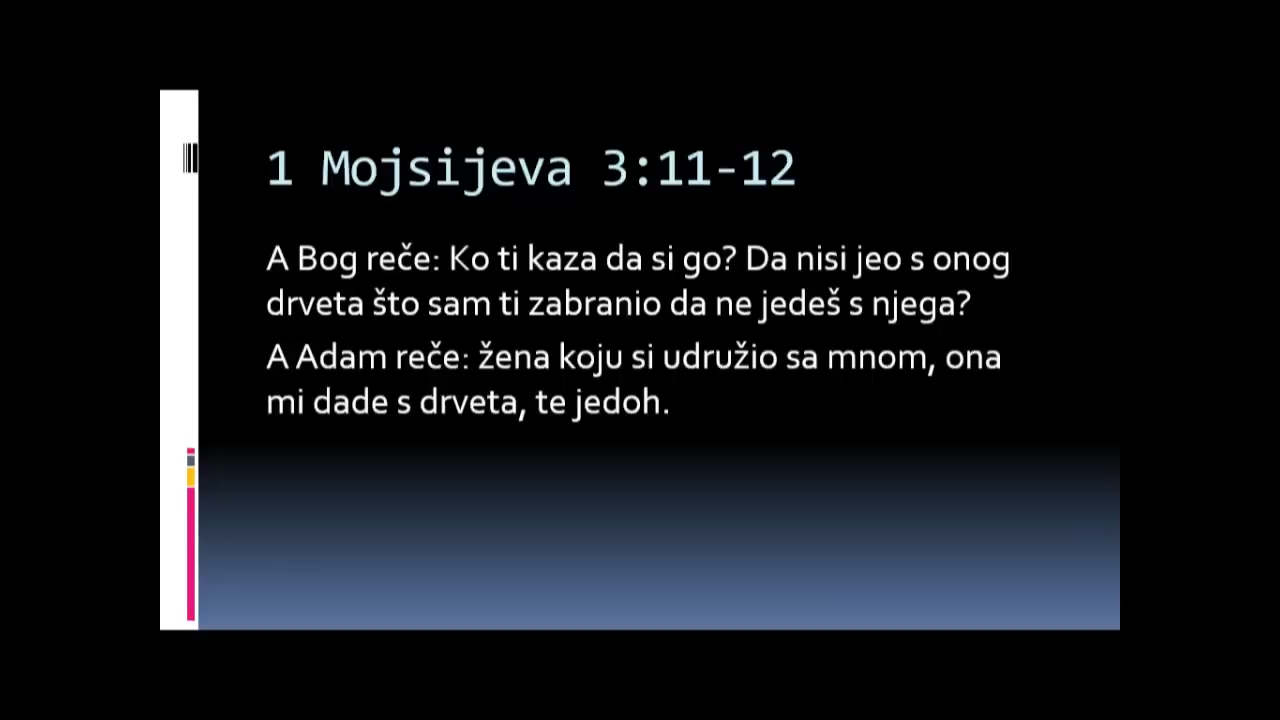 1 Mojsijeva 3:11-12
A Bog reče: Ko ti kaza da si go? Da nisi jeo s onog
drveta što sam ti zabranio da ne jedeš s njega?
A Adam reče: žena koju si udružio sa mnom, ona
mi dade s drveta, te jedoh.